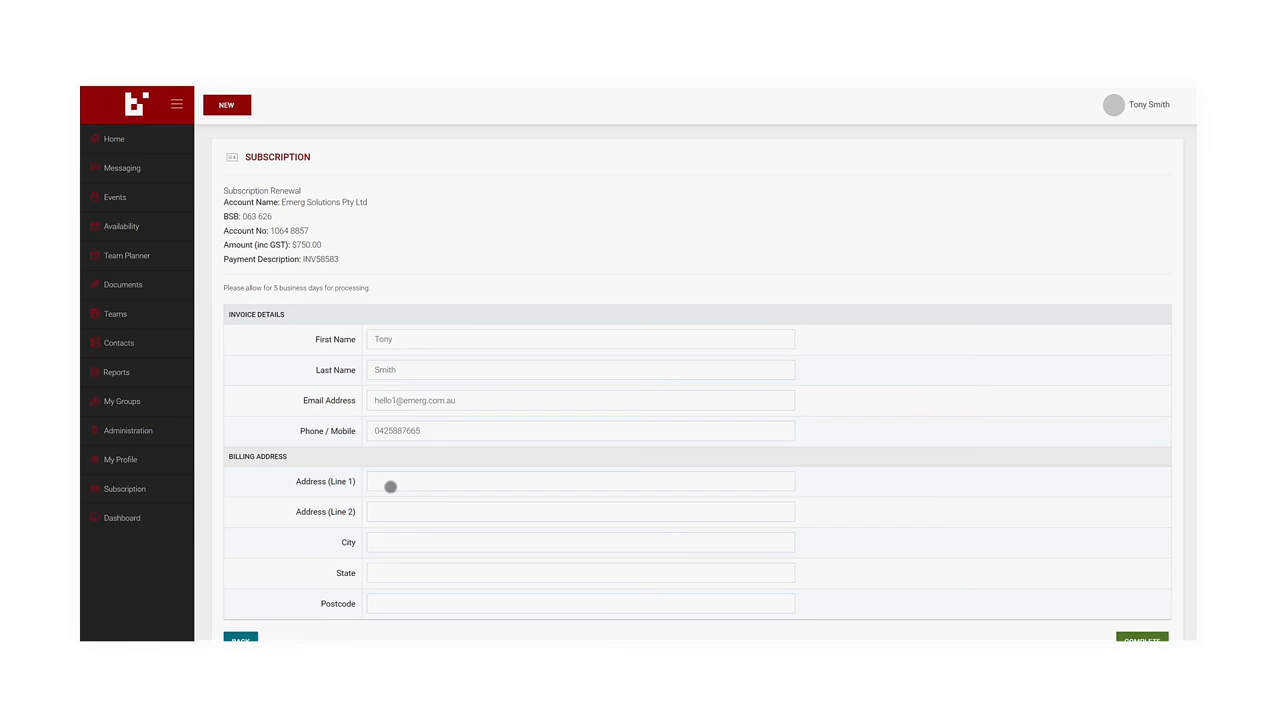 NEW
Tony Smith
Home
Messaging
Events
Availability
Team Planner
Documents
Teams
Contacts
Reports
My Groups
Administration
My Profile
Subscription
Dashboard
SUBSCRIPTION
Subscription Renewal
Account Name: Emerg Solutions Pty Ltd
BSB: 063 626
Account No: 1064 8857
Amount (inc GST): $750.00
Payment Description: INV58583
Please allow for 5 business days for processing.
INVOICE DETAILS
First Name Tony
Last Name Smith
Email Address hello1@emerg.com.au
Phone / Mobile 0425887665
BILLING ADDRESS
Address (Line 1)
Address (Line 2)
City
State
Postcode
BACK
COMPLETE